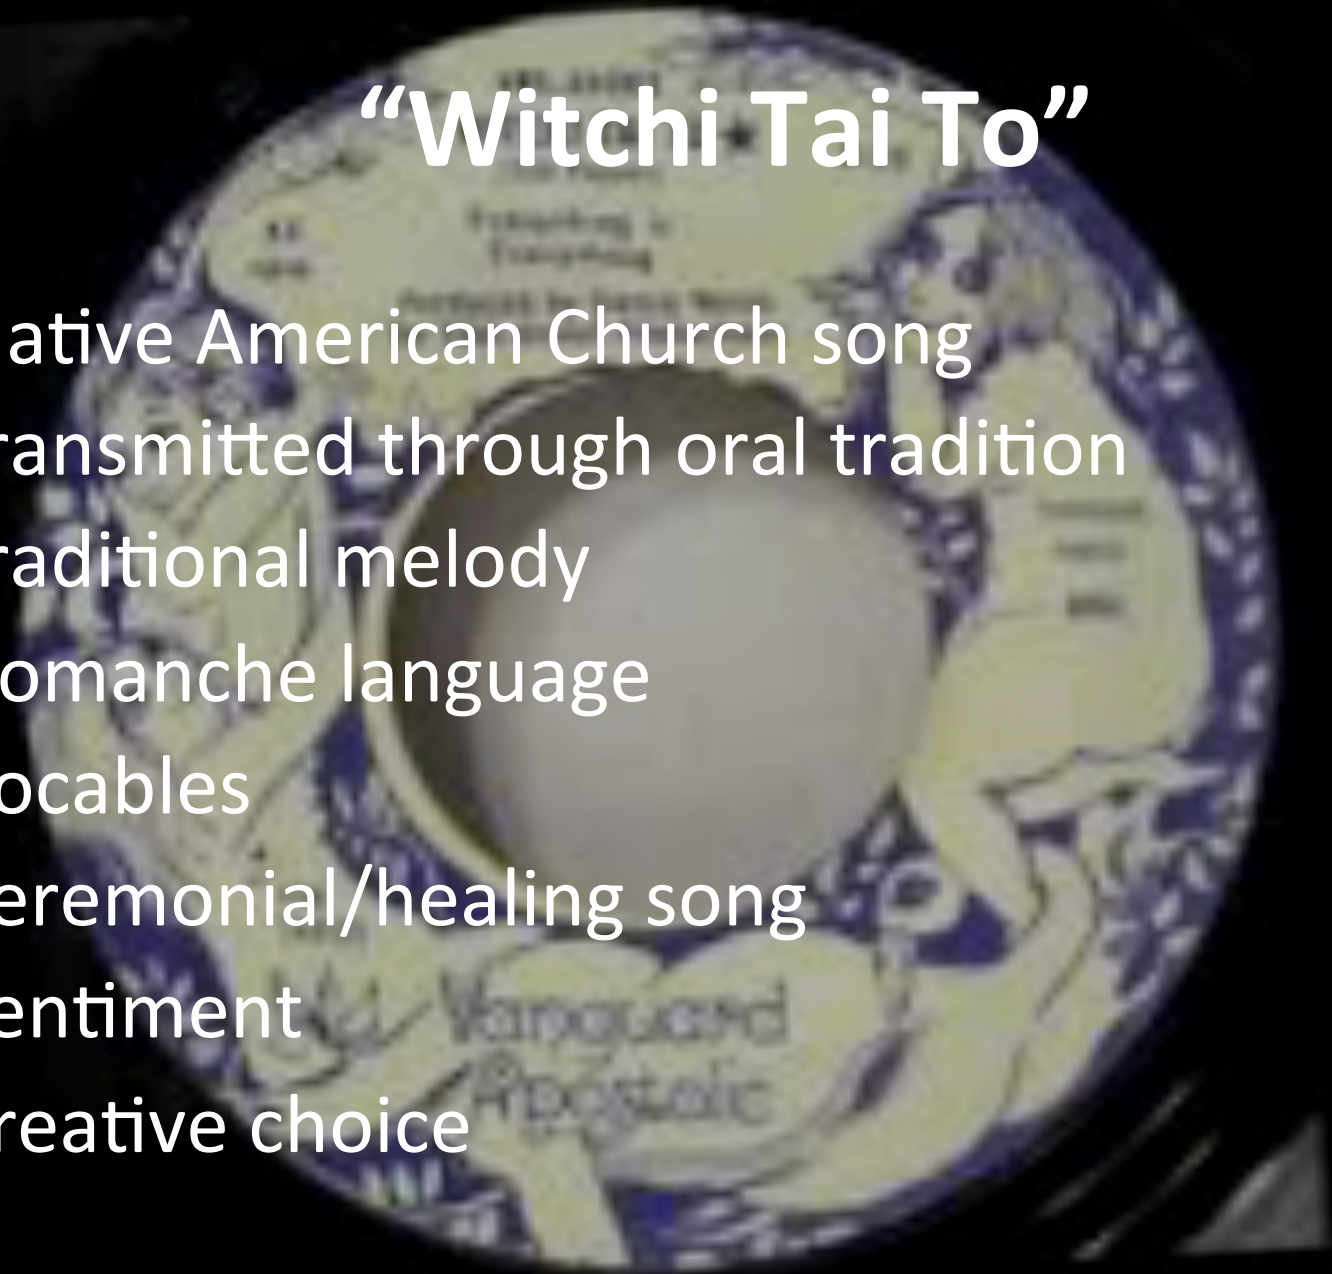 “Witchi Tai To”
ative American Church song
ransmitted through oral tradition
raditional melody
omanche language
ocables
eremonial/healing song
entiment
reative choice
Vanguard
Apostolic